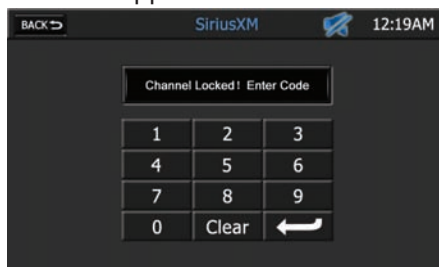 BACK SiriusXM 12:19AM
Channel Locked! Enter Code
1 2 3
4 5 6
7 8 9
0 Clear